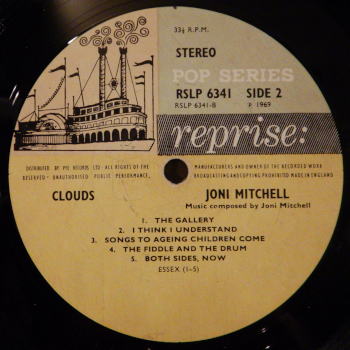 33⅓ R.P.M.
STEREO
POP SERIES
RSLP 6341 SIDE 2
RSLP 6341-B P 1969
reprise:
DISTRIBUTED BY PYE RECORDS LTD · ALL RIGHTS OF THE
RESERVED · UNAUTHORISED PUBLIC PERFORMANCE,
MANUFACTURERS AND OWNER OF THE RECORDED WORK
BROADCASTING AND COPYING PROHIBITED MADE IN ENGLAND
CLOUDS
JONI MITCHELL
Music composed by Joni Mitchell
1. THE GALLERY
2. I THINK I UNDERSTAND
3. SONGS TO AGEING CHILDREN COME
4. THE FIDDLE AND THE DRUM
5. BOTH SIDES, NOW
ESSEX (1-5)